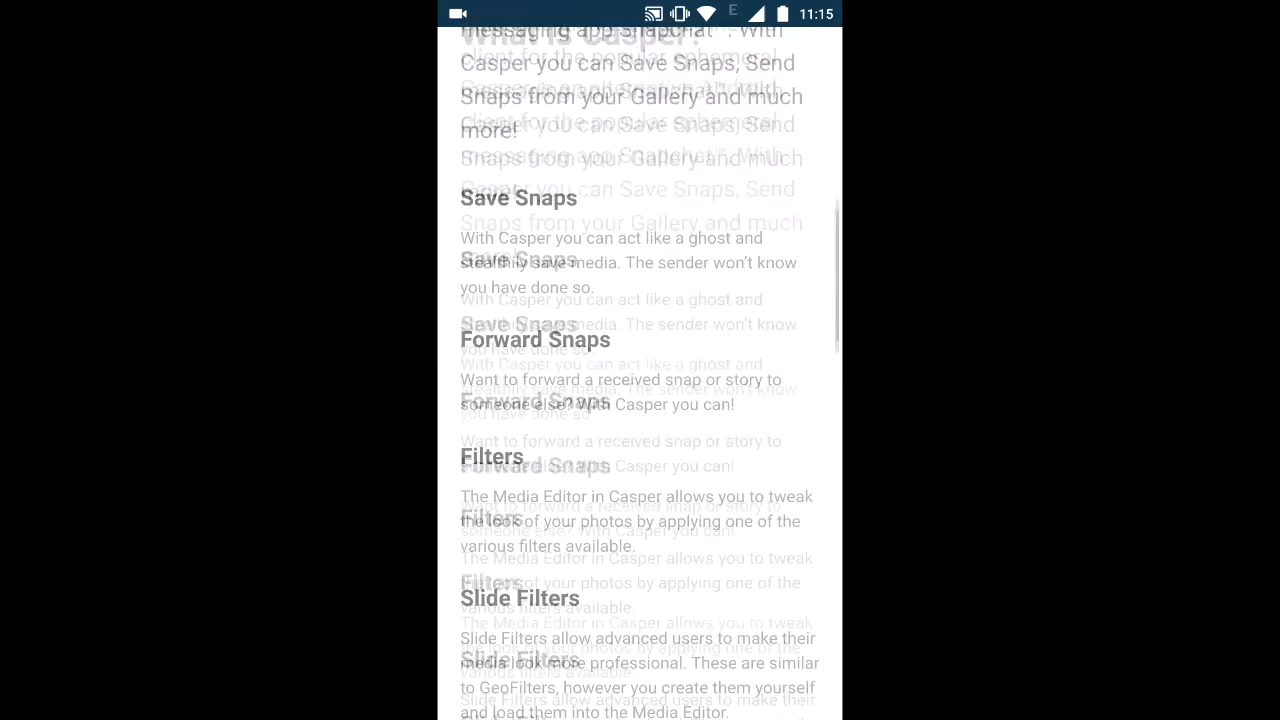 E 11:15
What is Casper?
messaging app Snapchat™. With
Casper you can Save Snaps, Send
Snaps from your Gallery and much
more!
Save Snaps
With Casper you can act like a ghost and
stealthily save media. The sender won't know
you have done so.
Forward Snaps
Want to forward a received snap or story to
someone else? With Casper you can!
Filters
The Media Editor in Casper allows you to tweak
the look of your photos by applying one of the
various filters available.
Slide Filters
Slide Filters allow advanced users to make their
media look more professional. These are similar
to GeoFilters, however you create them yourself
and load them into the Media Editor.